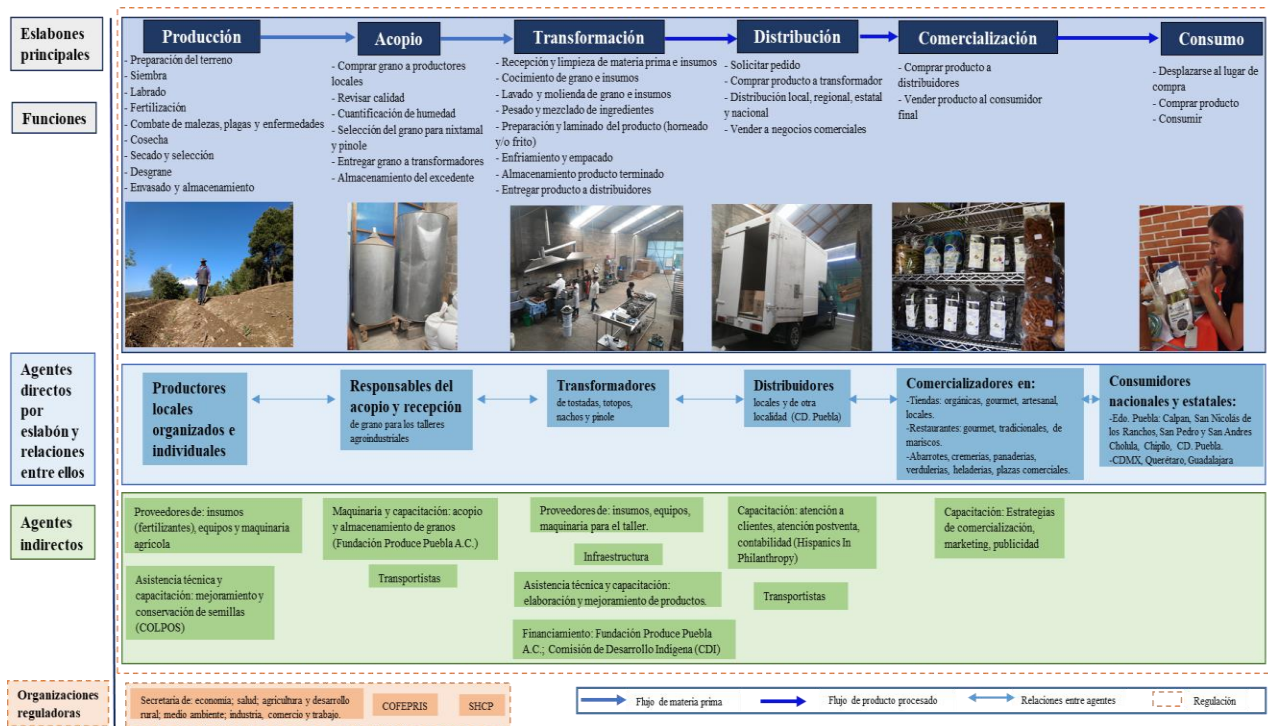 Eslabones
principales
Producción
Acopio
Transformación
Distribución
Comercialización
Consumo
Funciones
- Preparación del terreno
- Siembra
- Labrado
- Fertilización
- Combate de malezas, plagas y enfermedades
- Cosecha
- Secado y selección
- Desgrane
- Envasado y almacenamiento
- Comprar grano a productores
locales
- Revisar calidad
- Cuantificación de humedad
- Selección del grano para nixtamal
y pinole
- Entregar grano a transformadores
- Almacenamiento del excedente
- Recepción y limpieza de materia prima e insumos
- Cocimiento de grano e insumos
- Lavado y molienda de grano e insumos
- Pesado y mezclado de ingredientes
- Preparación y laminado del producto (horneado
y/o frito)
- Enfriamiento y empacado
- Almacenamiento producto terminado
- Entregar producto a distribuidores
- Solicitar pedido
- Comprar producto a transformador
- Distribución local, regional, estatal
y nacional
- Vender a negocios comerciales
- Comprar producto a
distribuidores
- Vender producto al consumidor
final
- Desplazarse al lugar de
compra
- Comprar producto
- Consumir
Agentes
directos
por
eslabón y
relaciones
entre ellos
Productores
locales
organizados e
individuales
Responsables del
acopio y recepción
de grano para los talleres
agroindustriales
Transformadores
de tostadas, totopos,
nachos y pinole
Distribuidores
locales y de otra
localidad (CD. Puebla)
Comercializadores en:
-Tiendas: orgánicas, gourmet, artesanal,
locales.
-Restaurantes: gourmet, tradicionales, de
mariscos.
-Abarrotes, cremerías, panaderías,
verdulerías, heladerías, plazas comerciales.
Consumidores
nacionales y estatales:
-Edo. Puebla: Calpan, San Nicolás de
los Ranchos, San Pedro y San Andres
Cholula, Chipilo, CD. Puebla.
-CDMX, Querétaro, Guadalajara
Agentes
indirectos
Proveedores de: insumos
(fertilizantes), equipos y maquinaria
agrícola
Asistencia técnica y
capacitación: mejoramiento y
conservación de semillas
(COLPOS)
Maquinaria y capacitación: acopio
y almacenamiento de granos
(Fundación Produce Puebla A.C.)
Transportistas
Proveedores de: insumos, equipos,
maquinaria para el taller.
Infraestructura
Asistencia técnica y capacitación:
elaboración y mejoramiento de productos.
Financiamiento: Fundación Produce Puebla
A.C.; Comisión de Desarrollo Indígena (CDI)
Capacitación: atención a
clientes, atención postventa,
contabilidad (Hispanics In
Philanthropy)
Transportistas
Capacitación: Estrategias
de comercialización,
marketing, publicidad
Organizaciones
reguladoras
Secretaria de: economía; salud; agricultura y desarrollo
rural; medio ambiente; industria, comercio y trabajo.
COFEPRIS
SHCP
Flujo de materia prima
Flujo de producto procesado
Relaciones entre agentes
Regulación